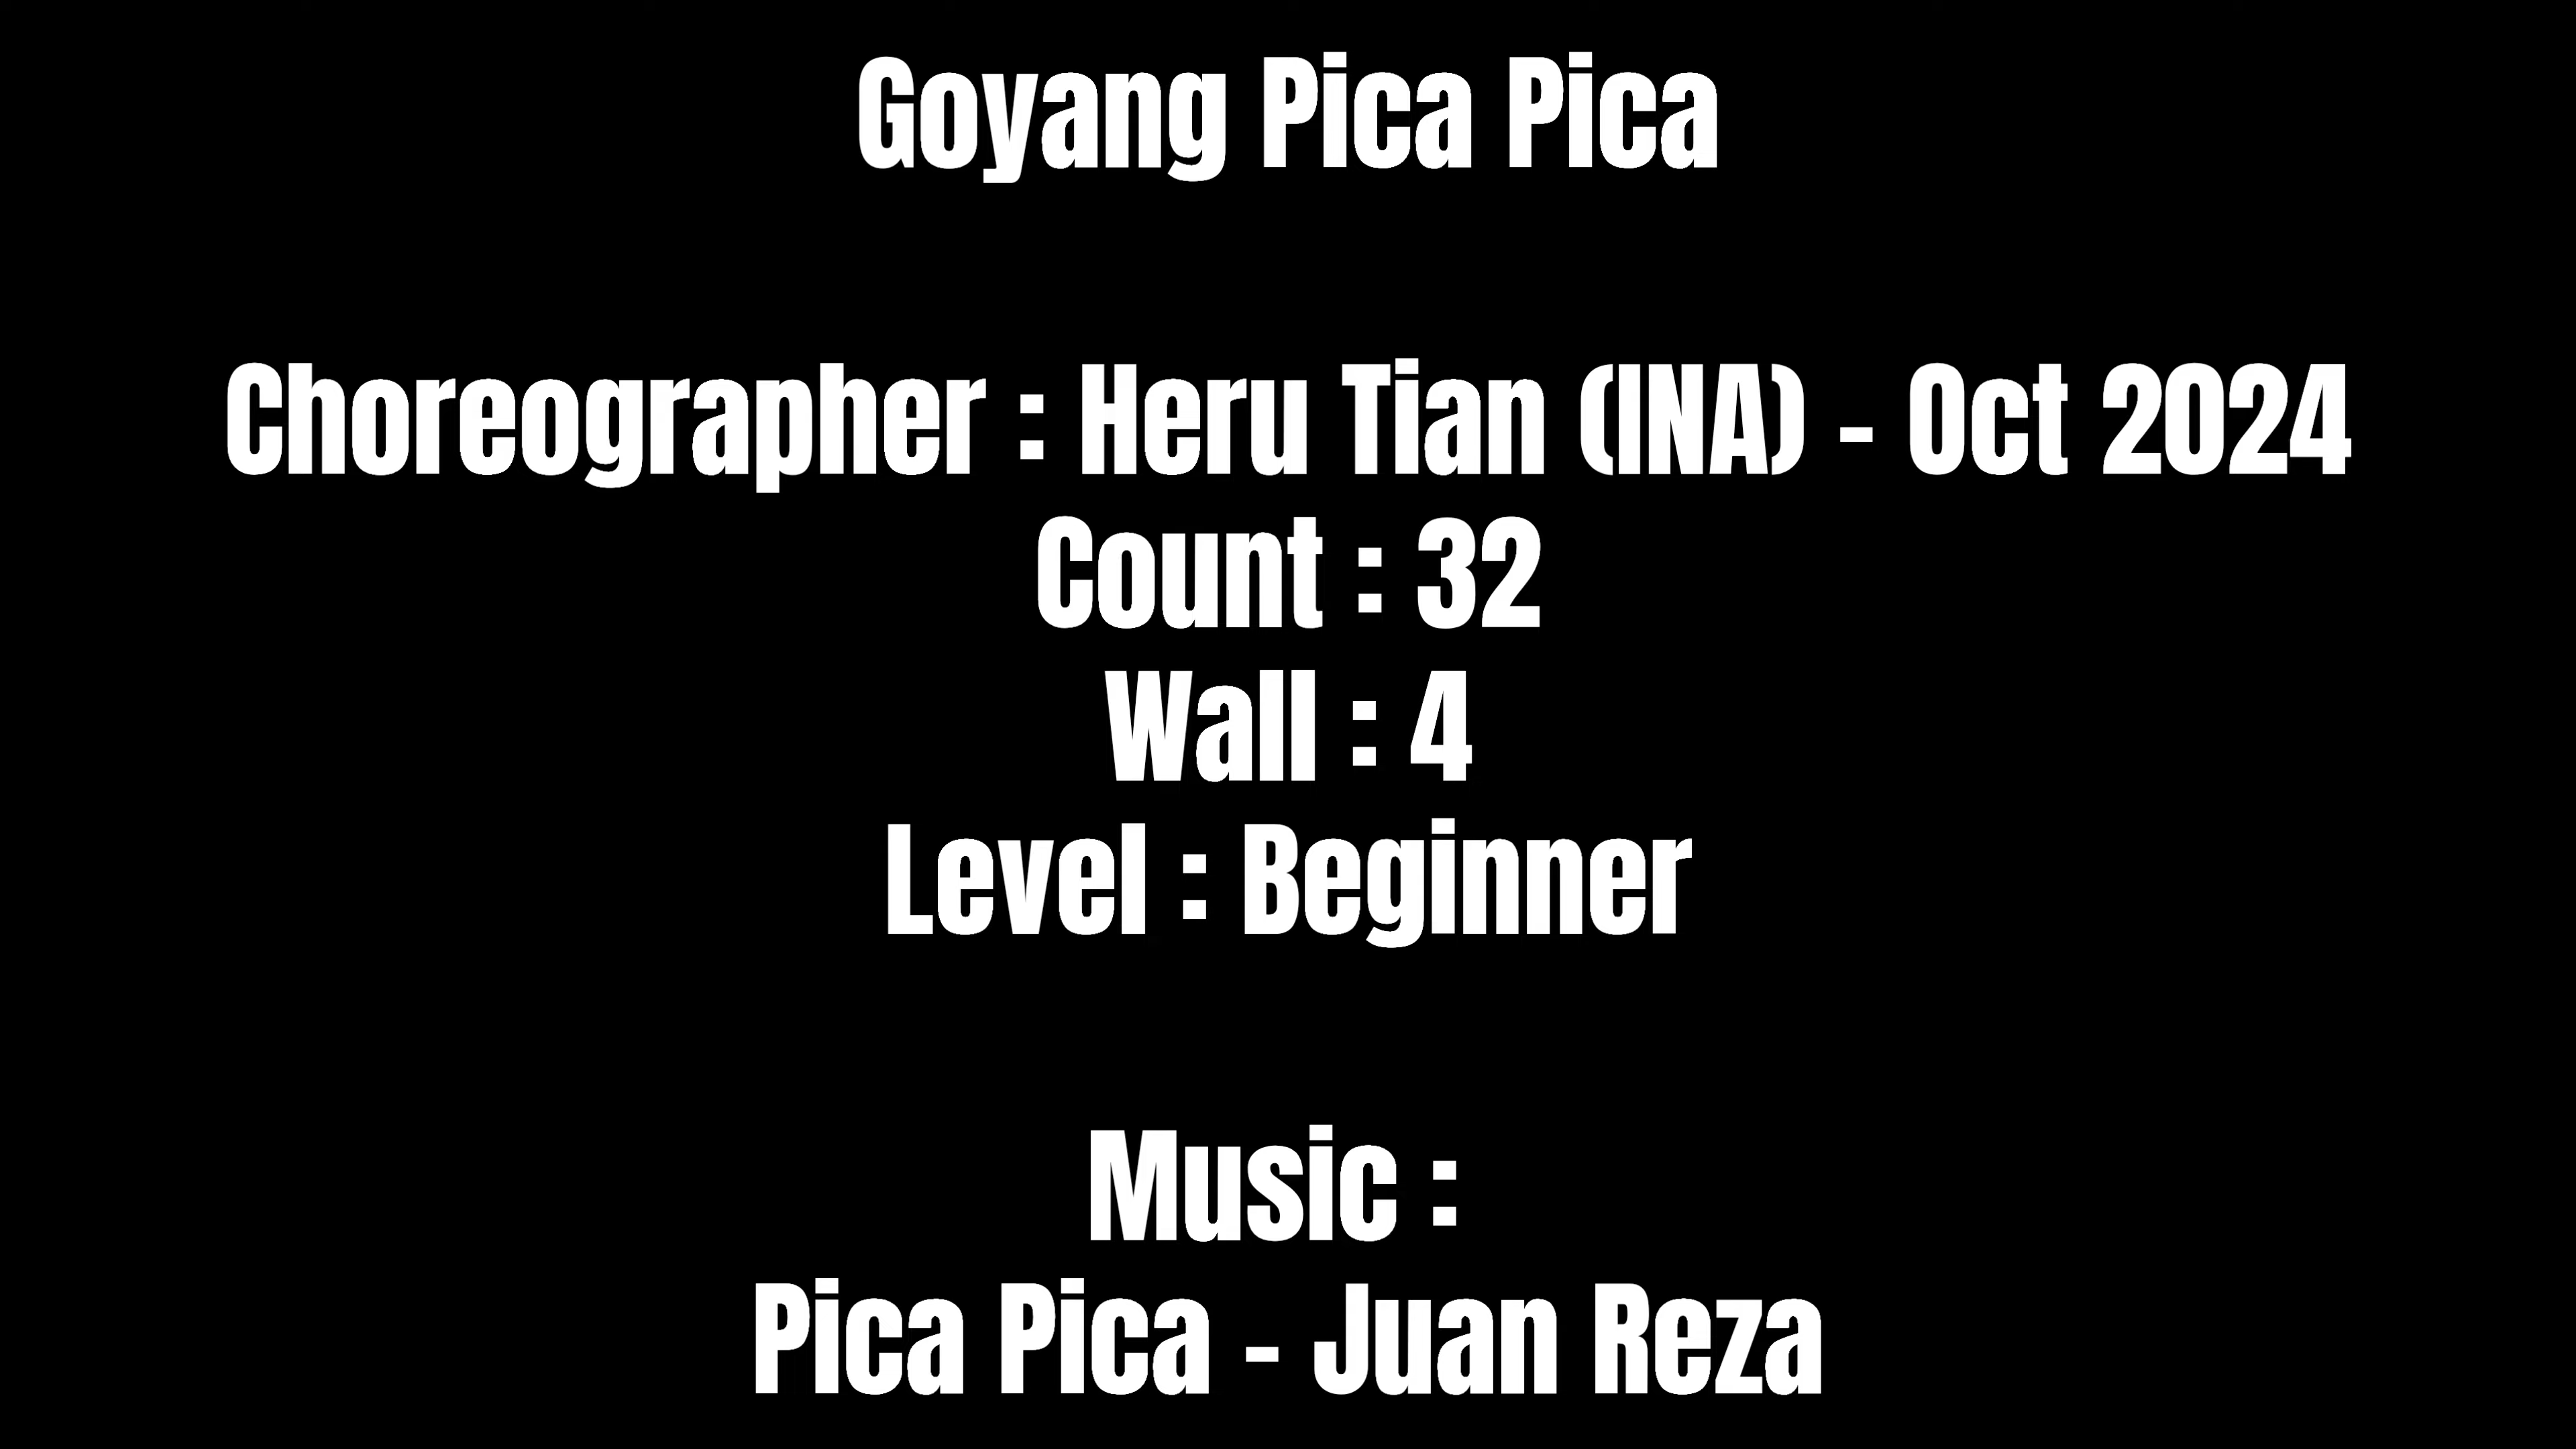 Goyang Pica Pica
Choreographer : Heru Tian (INA) - Oct 2024
Count : 32
Wall : 4
Level : Beginner
Music :
Pica Pica - Juan Reza